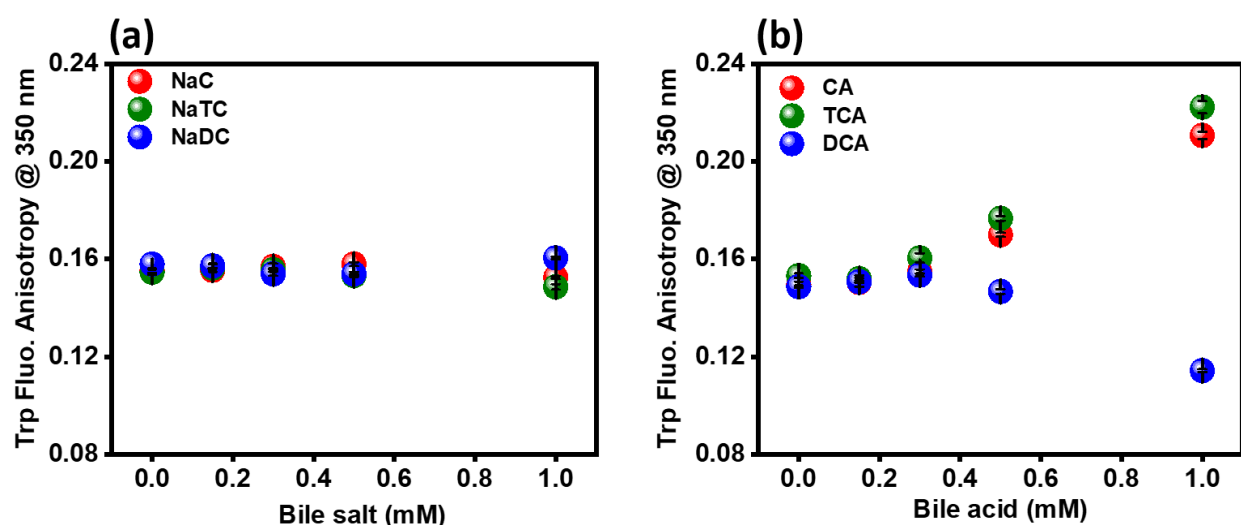 (a)
Trp Fluo. Anisotropy @ 350 nm
0.24
0.20
0.16
0.12
0.08
NaC
NaTC
NaDC
0.0 0.2 0.4 0.6 0.8 1.0
Bile salt (mM)
(b)
Trp Fluo. Anisotropy @ 350 nm
0.24
0.20
0.16
0.12
0.08
CA
TCA
DCA
0.0 0.2 0.4 0.6 0.8 1.0
Bile acid (mM)